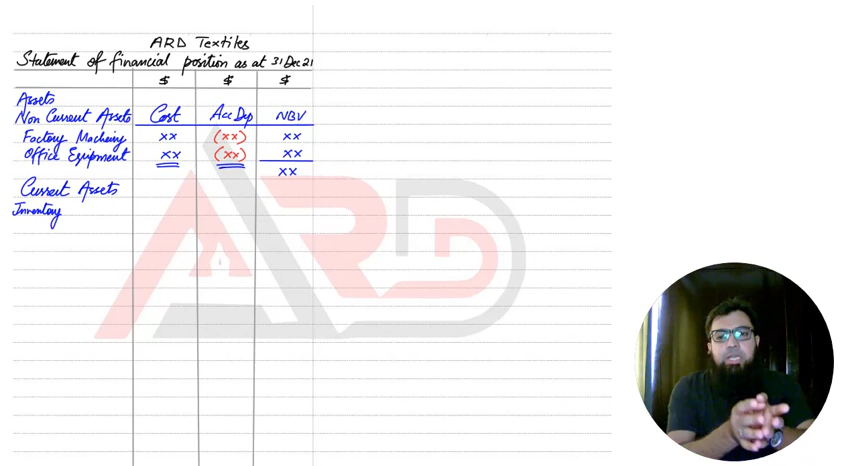 ARD Textiles
Statement of financial position as at 31 Dec 21
$ $ $
Assets
Non Current Assets Cost Acc Dep NBV
Factory Machinery xx (xx) xx
Office Equipment xx (xx) xx
xx
Current Assets
Inventory
ARD